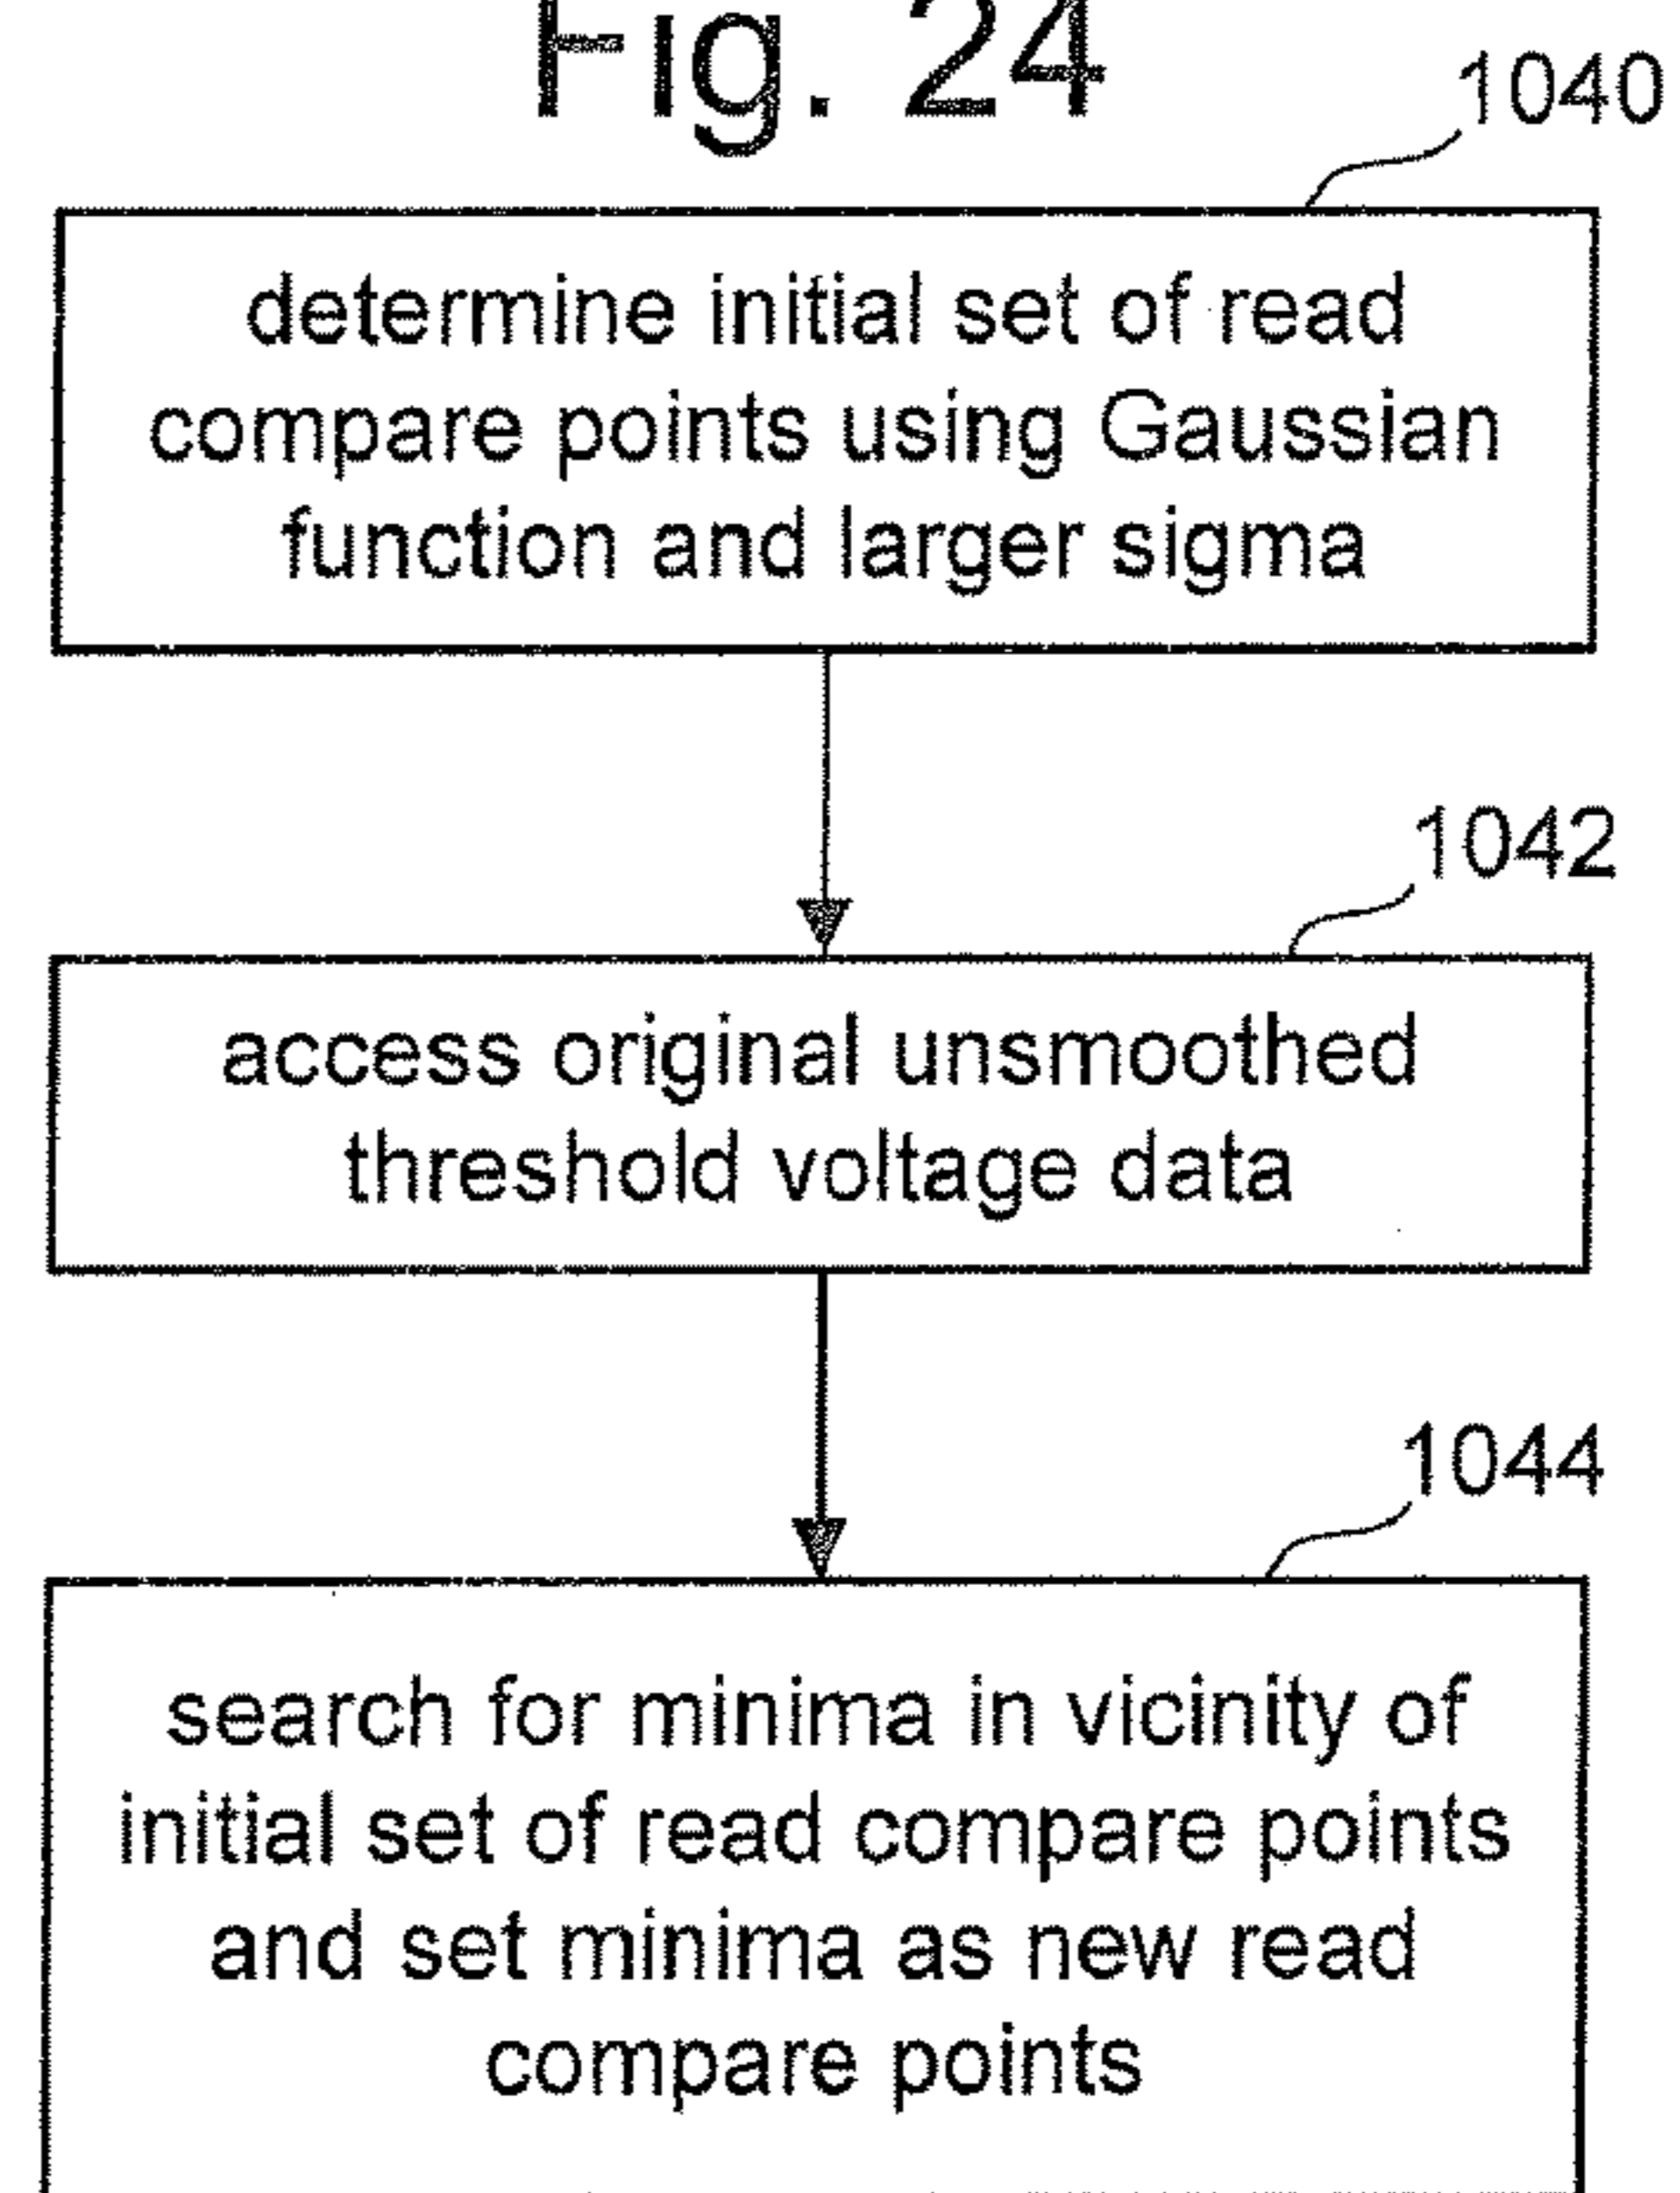 Fig. 24
1040
determine initial set of read
compare points using Gaussian
function and larger sigma
1042
access original unsmoothed
threshold voltage data
1044
search for minima in vicinity of
initial set of read compare points
and set minima as new read
compare points